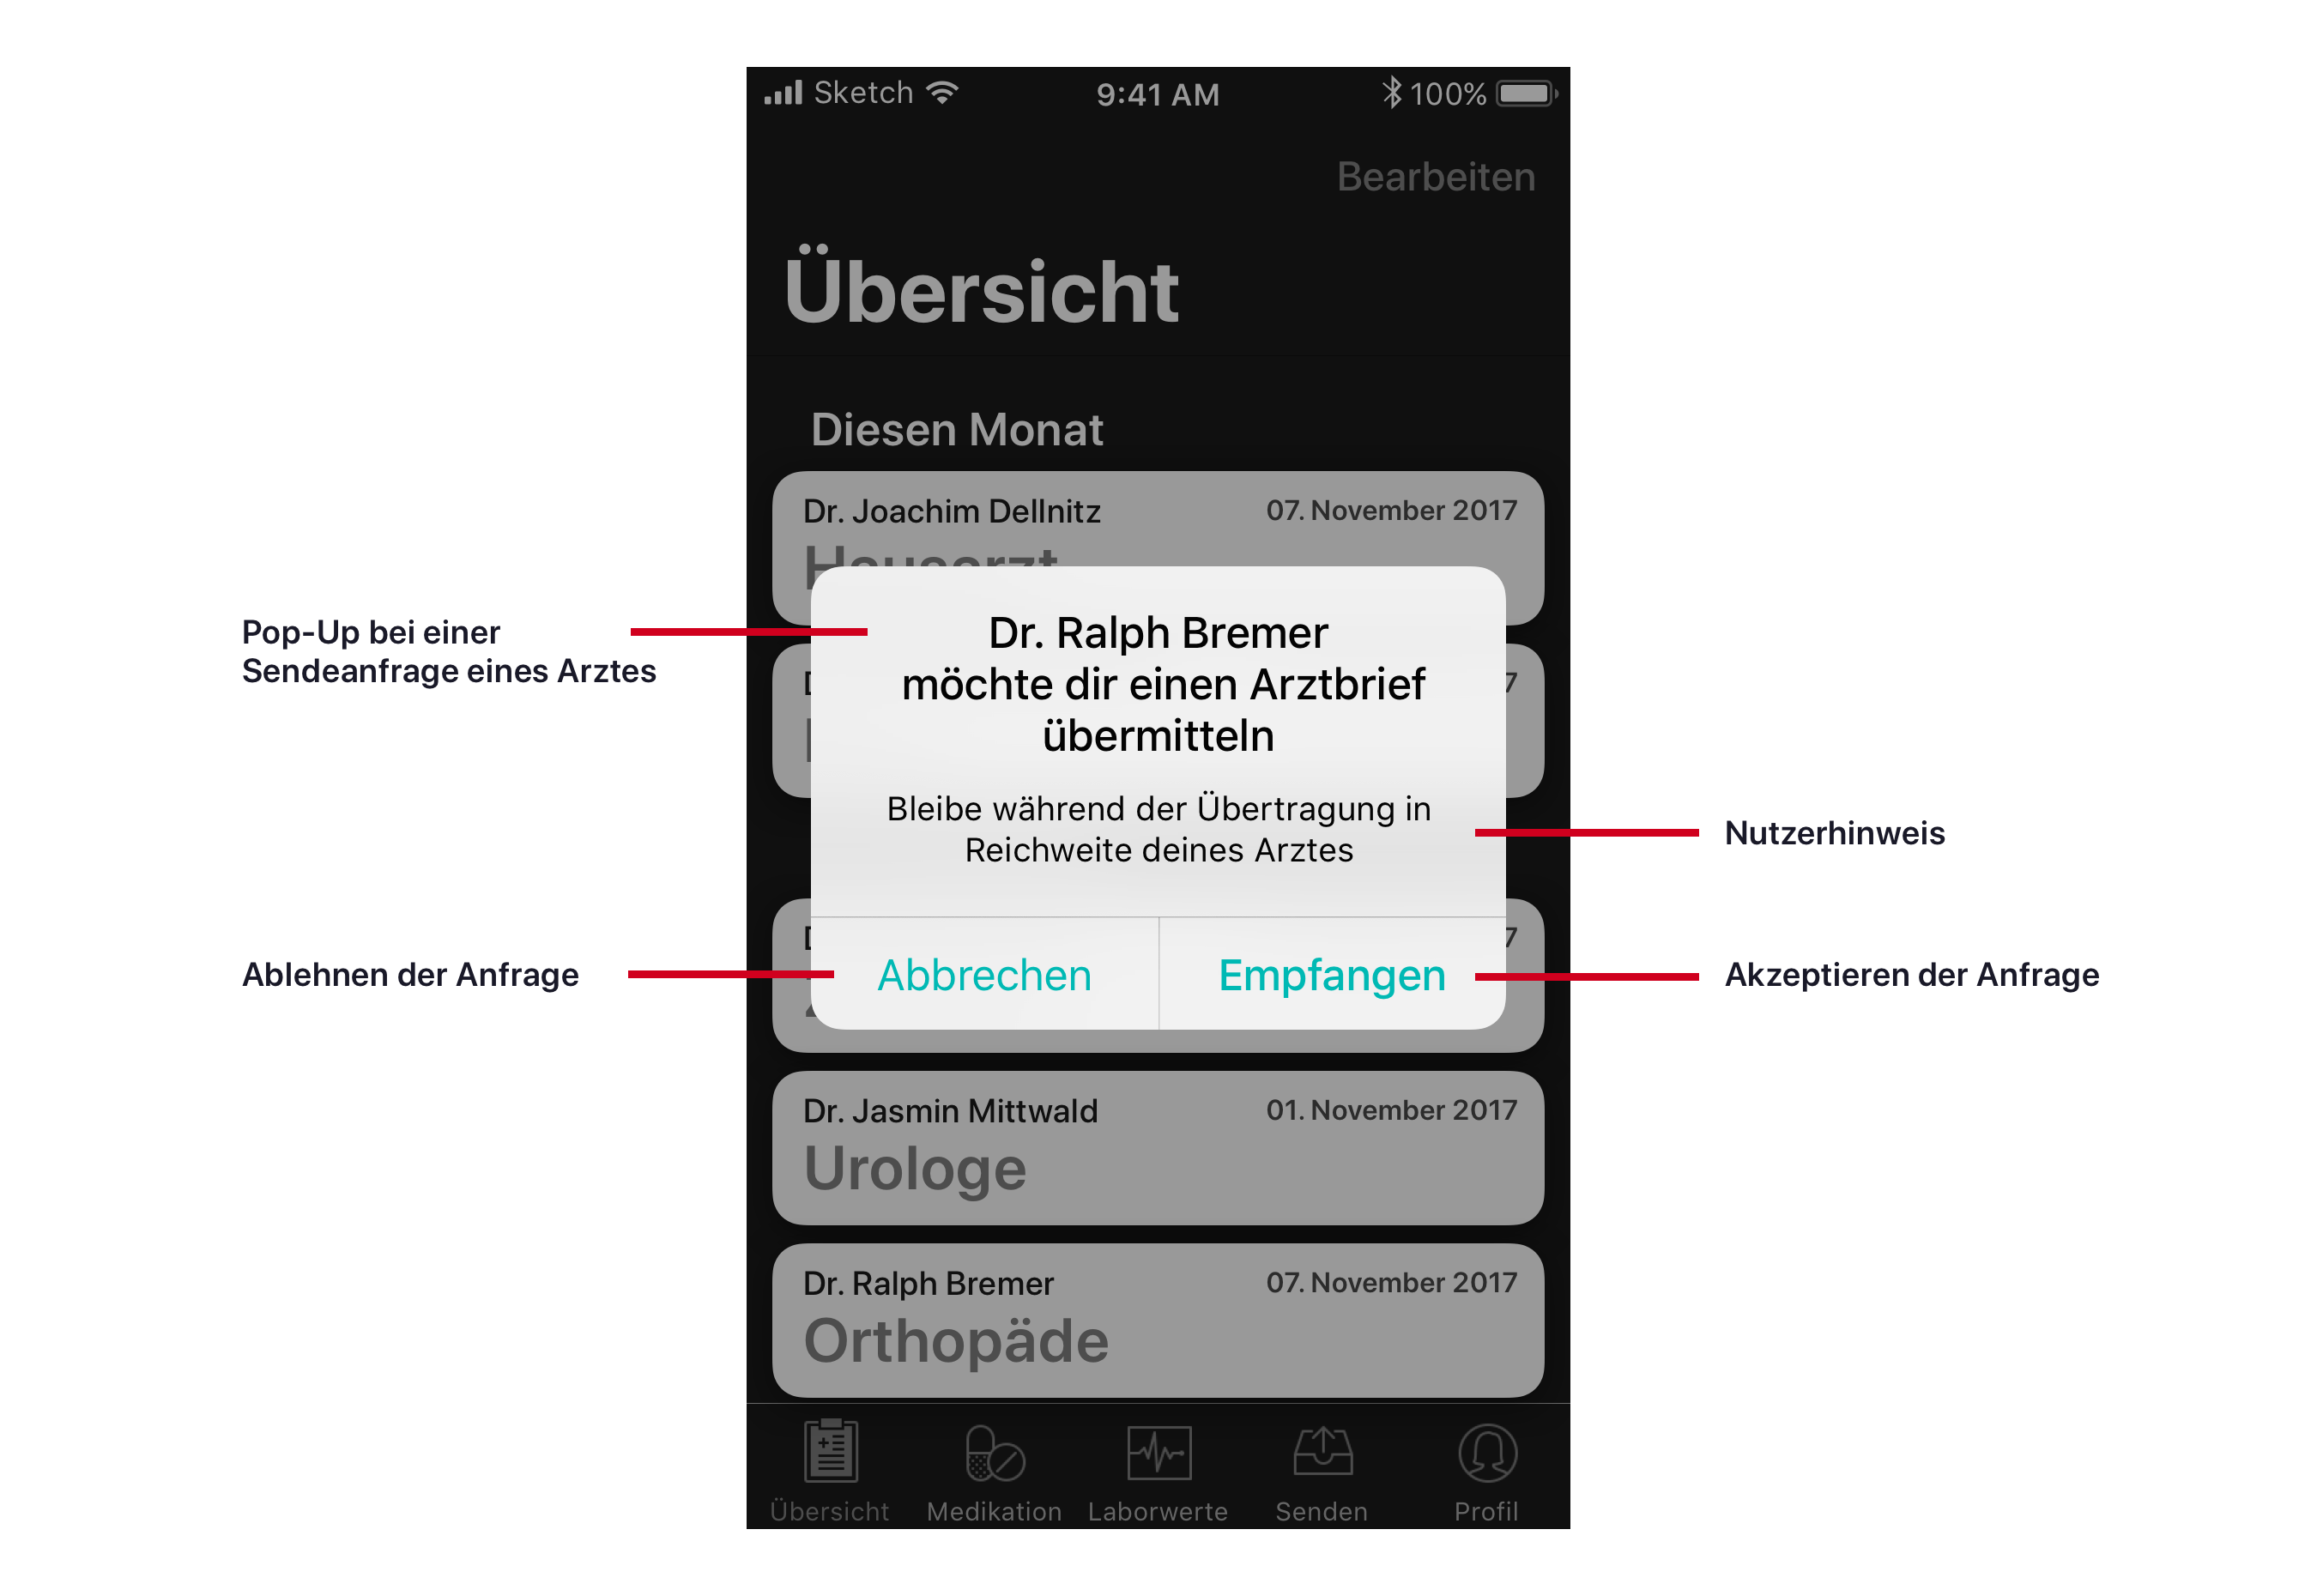 Sketch 9:41 AM 100%
Bearbeiten
Übersicht
Diesen Monat
Dr. Joachim Dellnitz 07. November 2017
Hausarzt
Pop-Up bei einer
Sendeanfrage eines Arztes
Dr. Ralph Bremer
möchte dir einen Arztbrief
übermitteln
Bleibe während der Übertragung in
Reichweite deines Arztes
Nutzerhinweis
Ablehnen der Anfrage
Abbrechen
Empfangen
Akzeptieren der Anfrage
Dr. Jasmin Mittwald 01. November 2017
Urologe
Dr. Ralph Bremer 07. November 2017
Orthopäde
Übersicht Medikation Laborwerte Senden Profil